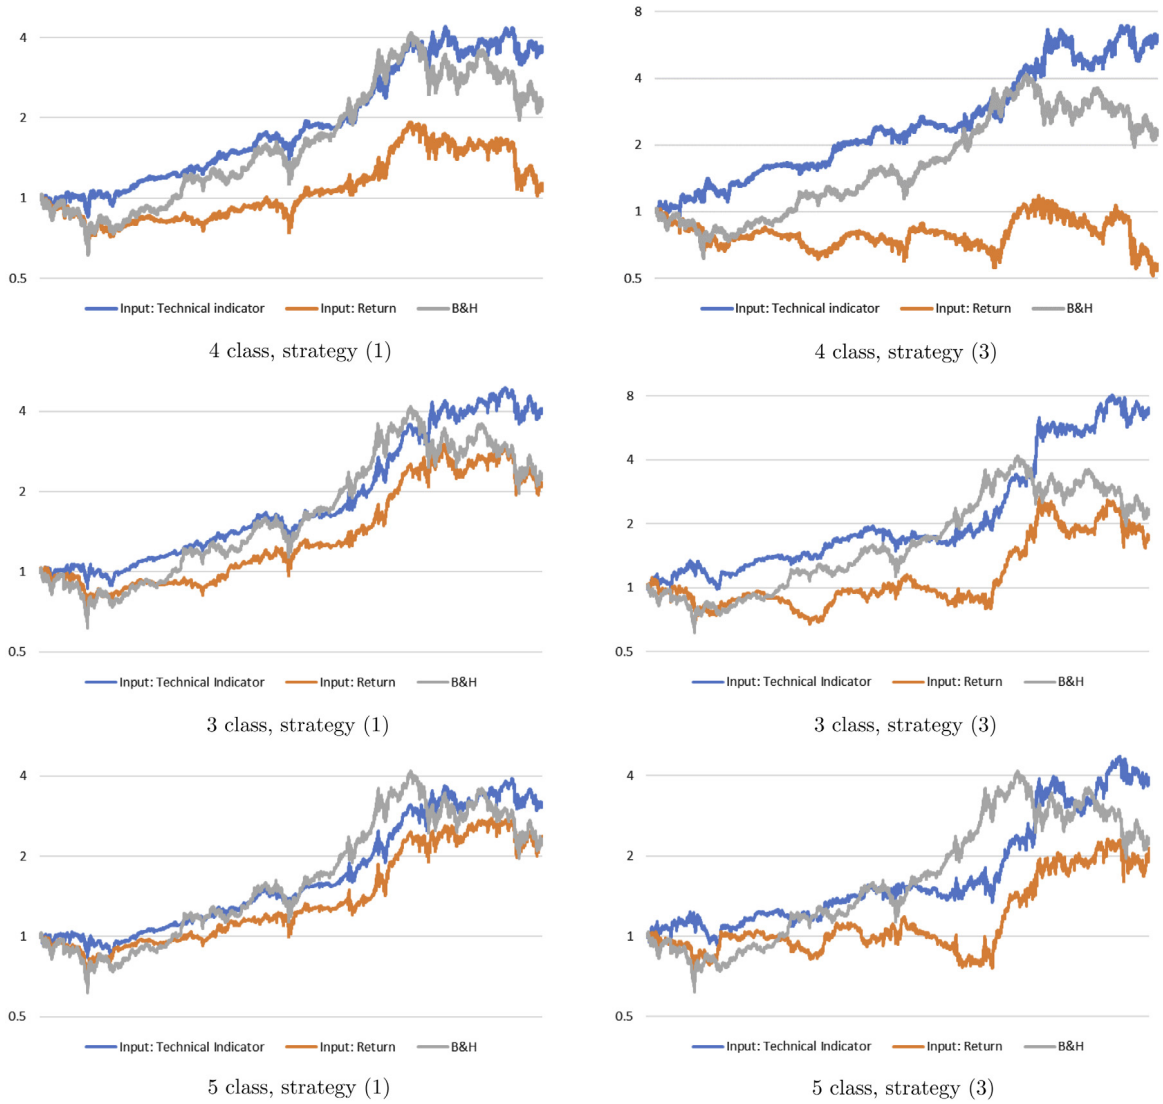 4
2
1
0.5
Input: Technical indicator Input: Return B&H
4 class, strategy (1)
8
4
2
1
0.5
Input: Technical indicator Input: Return B&H
4 class, strategy (3)
4
2
1
0.5
Input: Technical Indicator Input: Return B&H
3 class, strategy (1)
8
4
2
1
0.5
Input: Technical Indicator Input: Return B&H
3 class, strategy (3)
4
2
1
0.5
Input: Technical Indicator Input: Return B&H
5 class, strategy (1)
4
2
1
0.5
Input: Technical Indicator Input: Return B&H
5 class, strategy (3)